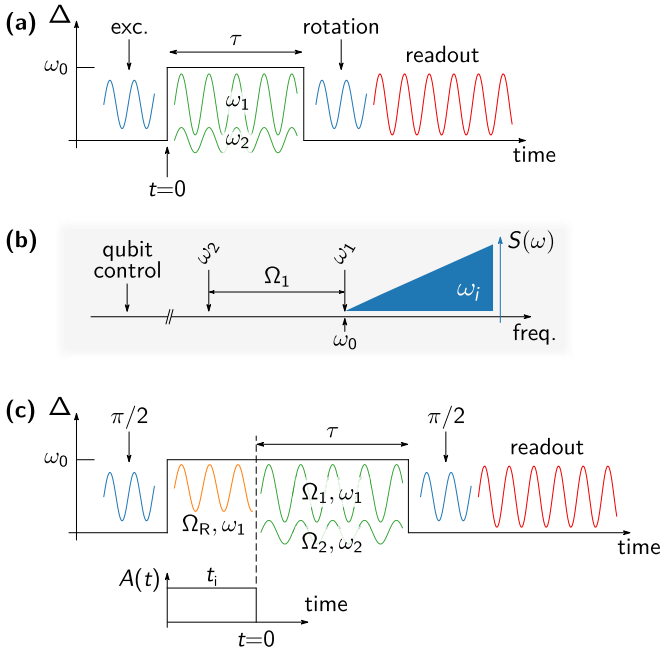 (a)
Δ
exc.
τ
rotation
readout
ω₀
ω₁
ω₂
time
t=0
(b)
qubit
control
ω₂
ω₁
S(ω)
Ω₁
ωᵢ
freq.
ω₀
(c)
Δ
π/2
τ
π/2
readout
ω₀
Ω_R, ω₁
Ω₁, ω₁
Ω₂, ω₂
time
A(t)
tᵢ
time
t=0